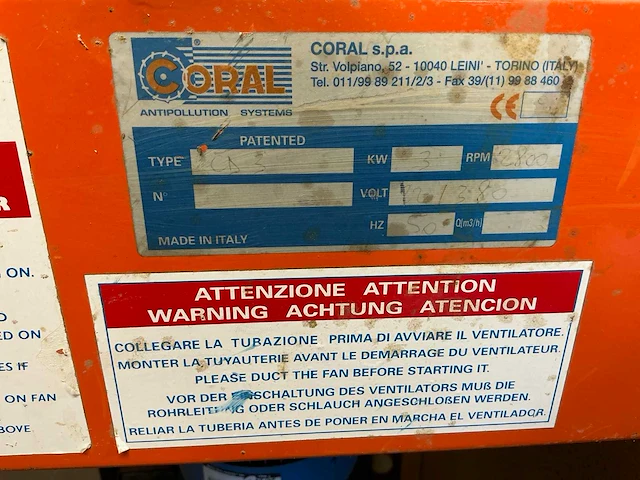 CORAL
ANTIPOLLUTION SYSTEMS
CORAL s.p.a.
Str. Volpiano, 52 - 10040 LEINI' - TORINO (ITALY)
Tel. 011/99 89 211/2/3 - Fax 39/(11) 99 88 460
CE
PATENTED
TYPE
KW 3 RPM 2800
N° VOLT
HZ 50 Q(m3/h)
MADE IN ITALY
R
ON.
ED ON
ES IF
ON FAN
BOVE
ATTENZIONE ATTENTION
WARNING ACHTUNG ATENCION
COLLEGARE LA TURAZIONE PRIMA DI AVVIARE IL VENTILATORE.
MONTER LA TUYAUTERIE AVANT LE DEMARRAGE DU VENTILATEUR.
PLEASE DUCT THE FAN BEFORE STARTING IT.
VOR DER EINSCHALTUNG DES VENTILATORS MUß DIE
ROHRLEITUNG ODER SCHLAUCH ANGESCHLOßEN WERDEN.
RELIAR LA TUBERIA ANTES DE PONER EN MARCHA EL VENTILADOR.